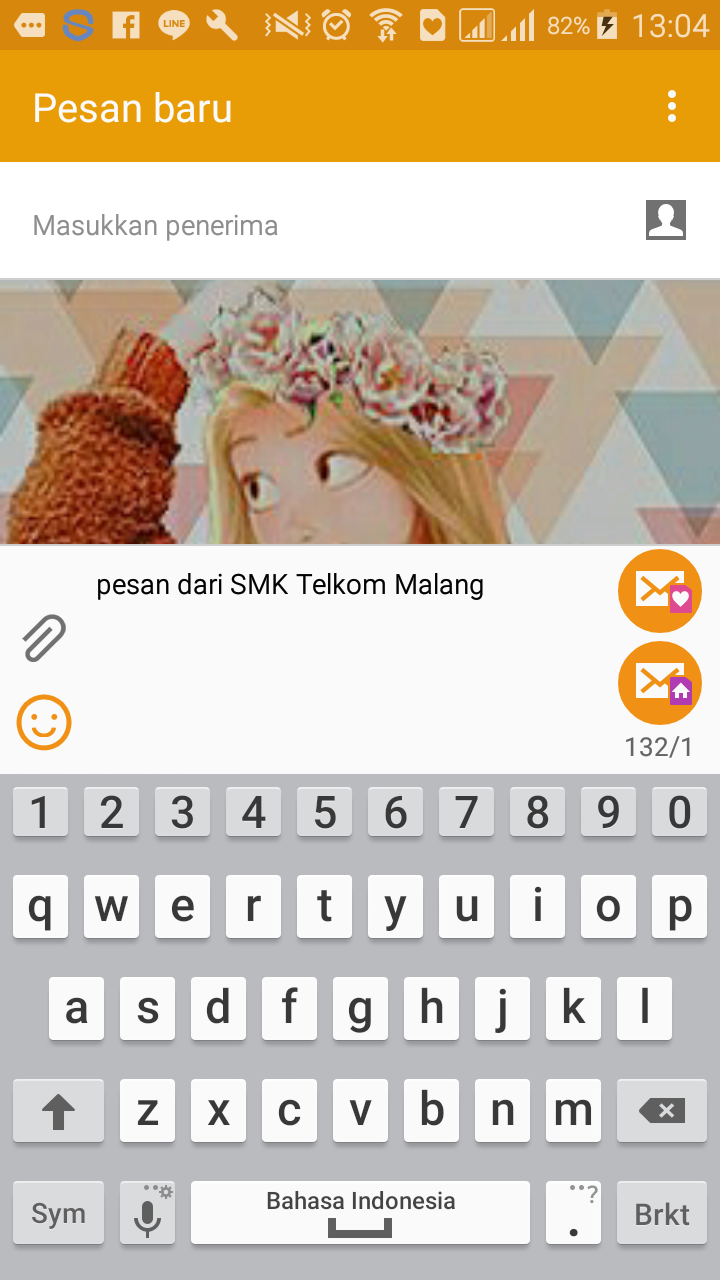 LINE
82%
13:04
Pesan baru
Masukkan penerima
pesan dari SMK Telkom Malang
132/1
1 2 3 4 5 6 7 8 9 0
q w e r t y u i o p
a s d f g h j k l
z x c v b n m
Sym
Bahasa Indonesia
. ?
Brkt